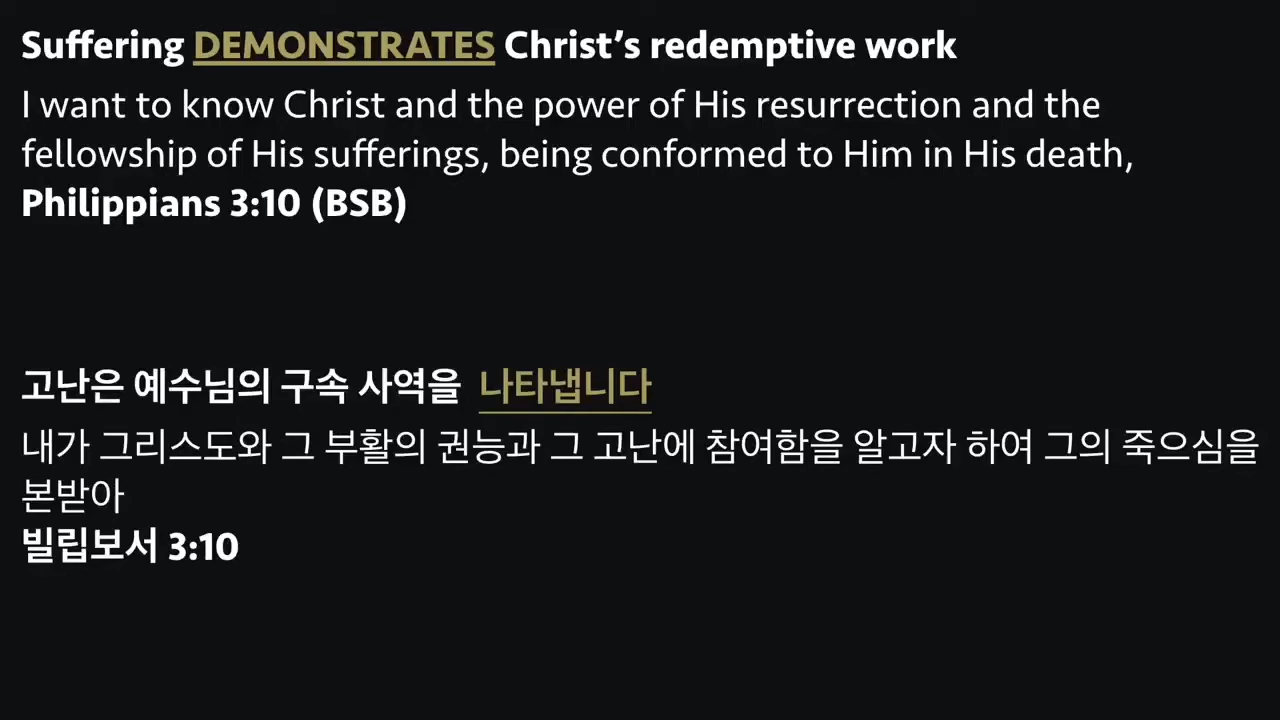 Suffering DEMONSTRATES Christ’s redemptive work
I want to know Christ and the power of His resurrection and the
fellowship of His sufferings, being conformed to Him in His death,
Philippians 3:10 (BSB)
고난은 예수님의 구속 사역을 나타냅니다
내가 그리스도와 그 부활의 권능과 그 고난에 참여함을 알고자 하여 그의 죽으심을
본받아
빌립보서 3:10